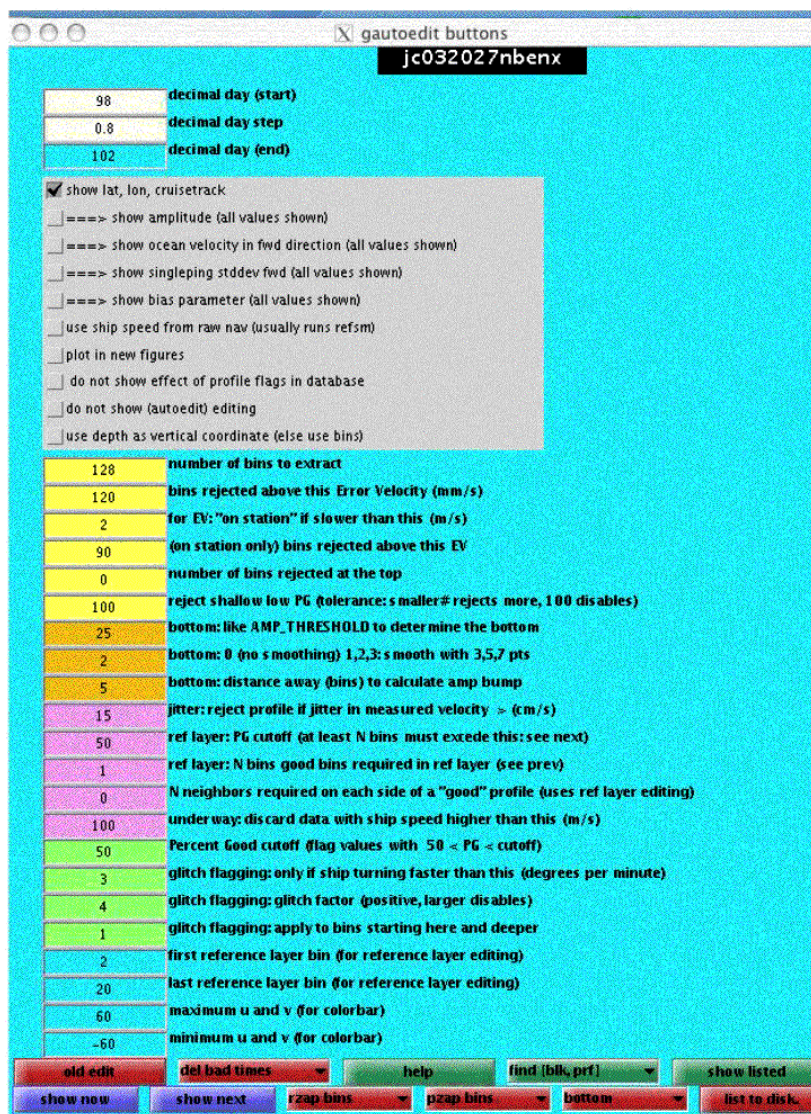 X gautoedit buttons
jc032027nbenx
98 decimal day (start)
0.8 decimal day step
102 decimal day (end)
show lat, lon, cruisetrack
===> show amplitude (all values shown)
===> show ocean velocity in fwd direction (all values shown)
===> show singleping stddev fwd (all values shown)
===> show bias parameter (all values shown)
use ship speed from raw nav (usually runs refsm)
plot in new figures
do not show effect of profile flags in database
do not show (autoedit) editing
use depth as vertical coordinate (else use bins)
128 number of bins to extract
120 bins rejected above this Error Velocity (mm/s)
2 for EV: "on station" if slower than this (m/s)
90 (on station only) bins rejected above this EV
0 number of bins rejected at the top
100 reject shallow low PG (tolerance: smaller# rejects more, 100 disables)
25 bottom: like AMP_THRESHOLD to determine the bottom
2 bottom: 0 (no smoothing) 1,2,3: smooth with 3,5,7 pts
5 bottom: distance away (bins) to calculate amp bump
15 jitter: reject profile if jitter in measured velocity > (cm/s)
50 ref layer: PG cutoff (at least N bins must excede this: see next)
1 ref layer: N bins good bins required in ref layer (see prev)
0 N neighbors required on each side of a "good" profile (uses ref layer editing)
100 underway: discard data with ship speed higher than this (m/s)
50 Percent Good cutoff (flag values with 50 < PG < cutoff)
3 glitch flagging: only if ship turning faster than this (degrees per minute)
4 glitch flagging: glitch factor (positive, larger disables)
1 glitch flagging: apply to bins starting here and deeper
2 first reference layer bin (for reference layer editing)
20 last reference layer bin (for reference layer editing)
60 maximum u and v (for colorbar)
-60 minimum u and v (for colorbar)
old edit del bad times help find [blk, prf] show listed
show now show next rzap bins pzap bins bottom list to disk.